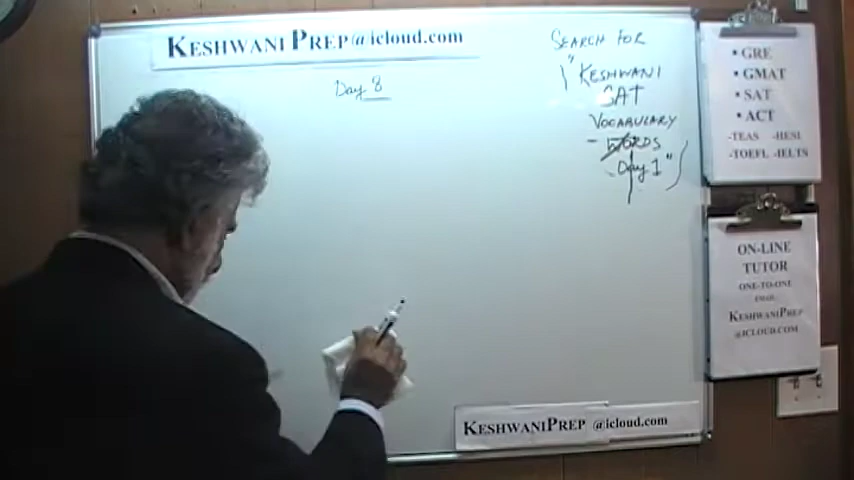 KESHWANI PREP@icloud.com
Day 8
SEARCH FOR
"KESHWANI
SAT
VOCABULARY
- WORDS
- Day 1"
• GRE
• GMAT
• SAT
• ACT
-TEAS -HESI
-TOEFL -IELTS
ON-LINE
TUTOR
ONE-TO-ONE
EMAIL
KESHWANIPREP
@ICLOUD.COM
KESHWANIPREP @icloud.com